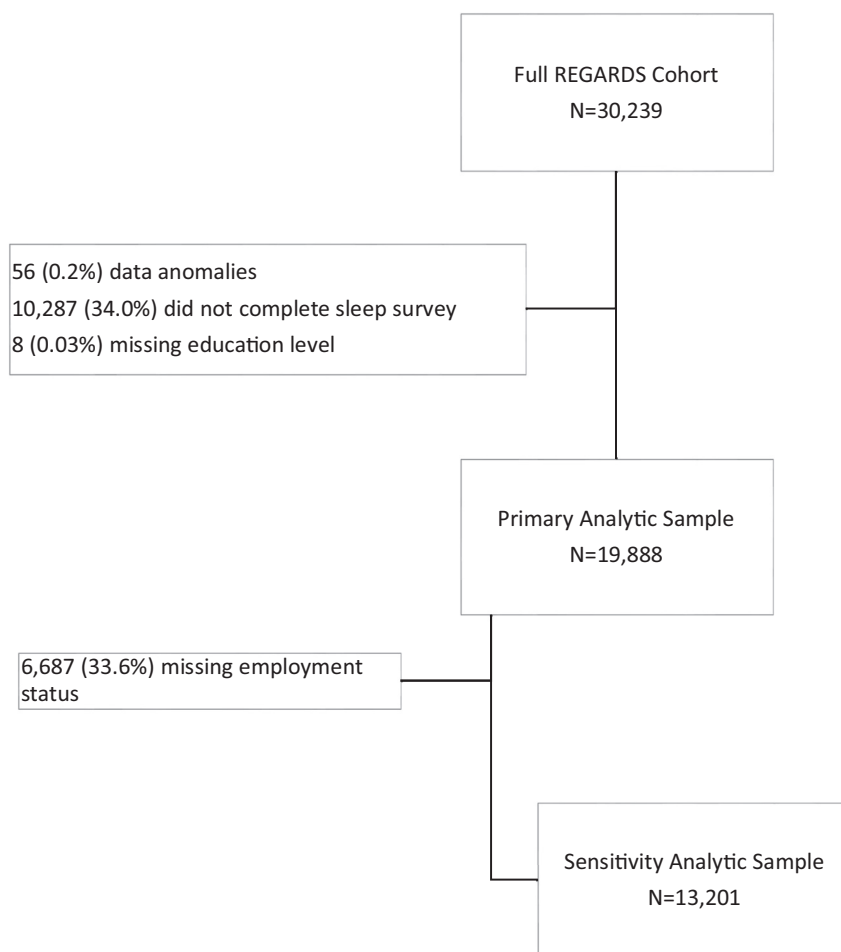 Full REGARDS Cohort
N=30,239
56 (0.2%) data anomalies
10,287 (34.0%) did not complete sleep survey
8 (0.03%) missing education level
Primary Analytic Sample
N=19,888
6,687 (33.6%) missing employment
status
Sensitivity Analytic Sample
N=13,201